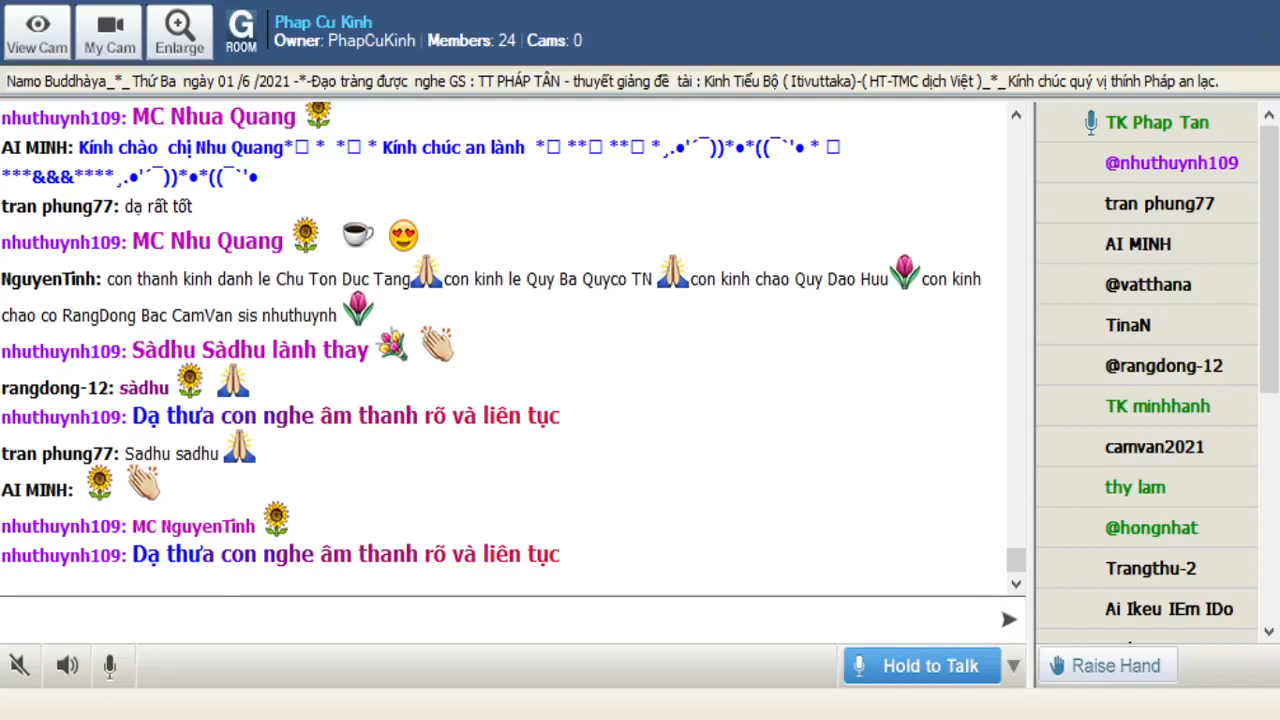 View Cam
My Cam
Enlarge
G
ROOM
Phap Cu Kinh
Owner: PhapCuKinh | Members: 24 | Cams: 0
Namo Buddhàya_*_Thứ Ba ngày 01 /6 /2021 -*-Đạo tràng được nghe GS : TT PHÁP TÂN - thuyết giảng đề tài : Kinh Tiểu Bộ ( Itivuttaka)-( HT-TMC dịch Việt )_*_Kính chúc quý vị thính Pháp an lạc.
nhuthuynh109: MC Nhua Quang
AI MINH: Kính chào chị Nhu Quang*□ * *□ * Kính chúc an lành *□ **□ **□ *¸.●'´¯))*●*((¯`'● * □
***&&&****¸.●'´¯))*●*((¯`'●
tran phung77: dạ rất tốt
nhuthuynh109: MC Nhu Quang
NguyenTinh: con thanh kinh danh le Chu Ton Duc Tang con kinh le Quy Ba Quyco TN con kinh chao Quy Dao Huu con kinh
chao co RangDong Bac CamVan sis nhuthuynh
nhuthuynh109: Sàdhu Sàdhu lành thay
rangdong-12: sàdhu
nhuthuynh109: Dạ thưa con nghe âm thanh rõ và liên tục
tran phung77: Sadhu sadhu
AI MINH:
nhuthuynh109: MC NguyenTinh
nhuthuynh109: Dạ thưa con nghe âm thanh rõ và liên tục
TK Phap Tan
@nhuthuynh109
tran phung77
AI MINH
@vatthana
TinaN
@rangdong-12
TK minhhanh
camvan2021
thy lam
@hongnhat
Trangthu-2
Ai Ikeu IEm IDo
Hold to Talk
Raise Hand